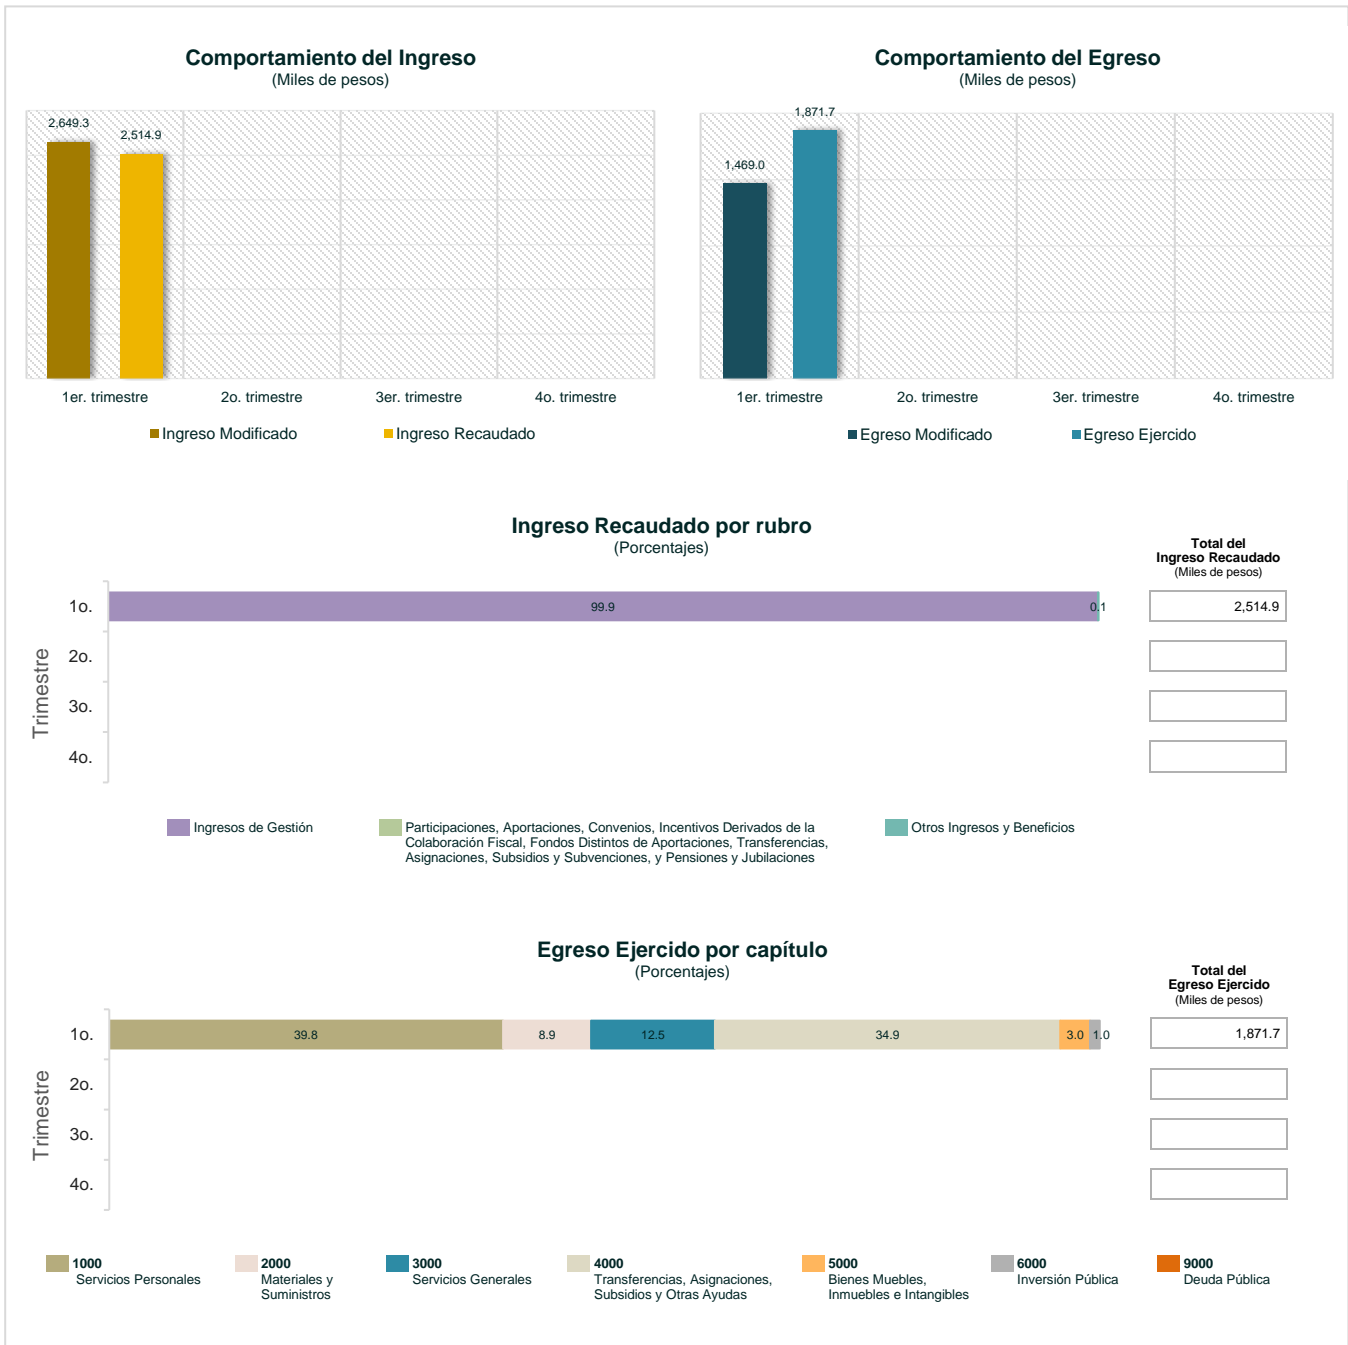 Comportamiento del Ingreso
(Miles de pesos)
2,649.3
2,514.9
1er. trimestre
2o. trimestre
3er. trimestre
4o. trimestre
Ingreso Modificado
Ingreso Recaudado
Comportamiento del Egreso
(Miles de pesos)
1,469.0
1,871.7
1er. trimestre
2o. trimestre
3er. trimestre
4o. trimestre
Egreso Modificado
Egreso Ejercido
Ingreso Recaudado por rubro
(Porcentajes)
Total del
Ingreso Recaudado
(Miles de pesos)
Trimestre
1o.
99.9
0.1
2,514.9
2o.
3o.
4o.
Ingresos de Gestión
Participaciones, Aportaciones, Convenios, Incentivos Derivados de la
Colaboración Fiscal, Fondos Distintos de Aportaciones, Transferencias,
Asignaciones, Subsidios y Subvenciones, y Pensiones y Jubilaciones
Otros Ingresos y Beneficios
Egreso Ejercido por capítulo
(Porcentajes)
Total del
Egreso Ejercido
(Miles de pesos)
Trimestre
1o.
39.8
8.9
12.5
34.9
3.0
1.0
1,871.7
2o.
3o.
4o.
1000
Servicios Personales
2000
Materiales y
Suministros
3000
Servicios Generales
4000
Transferencias, Asignaciones,
Subsidios y Otras Ayudas
5000
Bienes Muebles,
Inmuebles e Intangibles
6000
Inversión Pública
9000
Deuda Pública